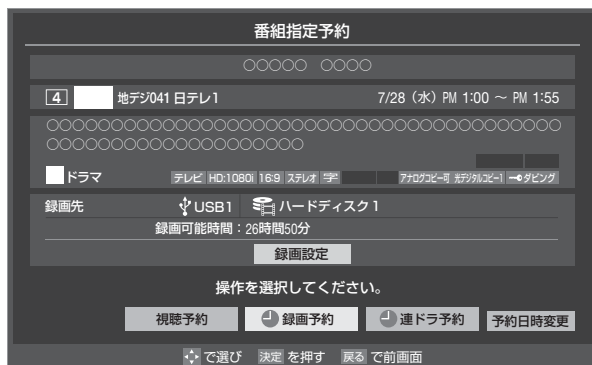 番組指定予約
○○○○○ ○○○○
4 地デジ041 日テレ1 7/28(水) PM 1:00 ～ PM 1:55
○○○○○○○○○○○○○○○○○○○○○○○○○○○○○○○○○○
○○○○○○○○○○○○○○○○○
ドラマ テレビ HD:1080i 16:9 ステレオ 字 アナログコピー可 光デジタルコピー1 ダビング
録画先 USB1 ハードディスク1
録画可能時間：26時間50分
録画設定
操作を選択してください。
視聴予約 録画予約 連ドラ予約 予約日時変更
で選び 決定 を押す 戻る で前画面